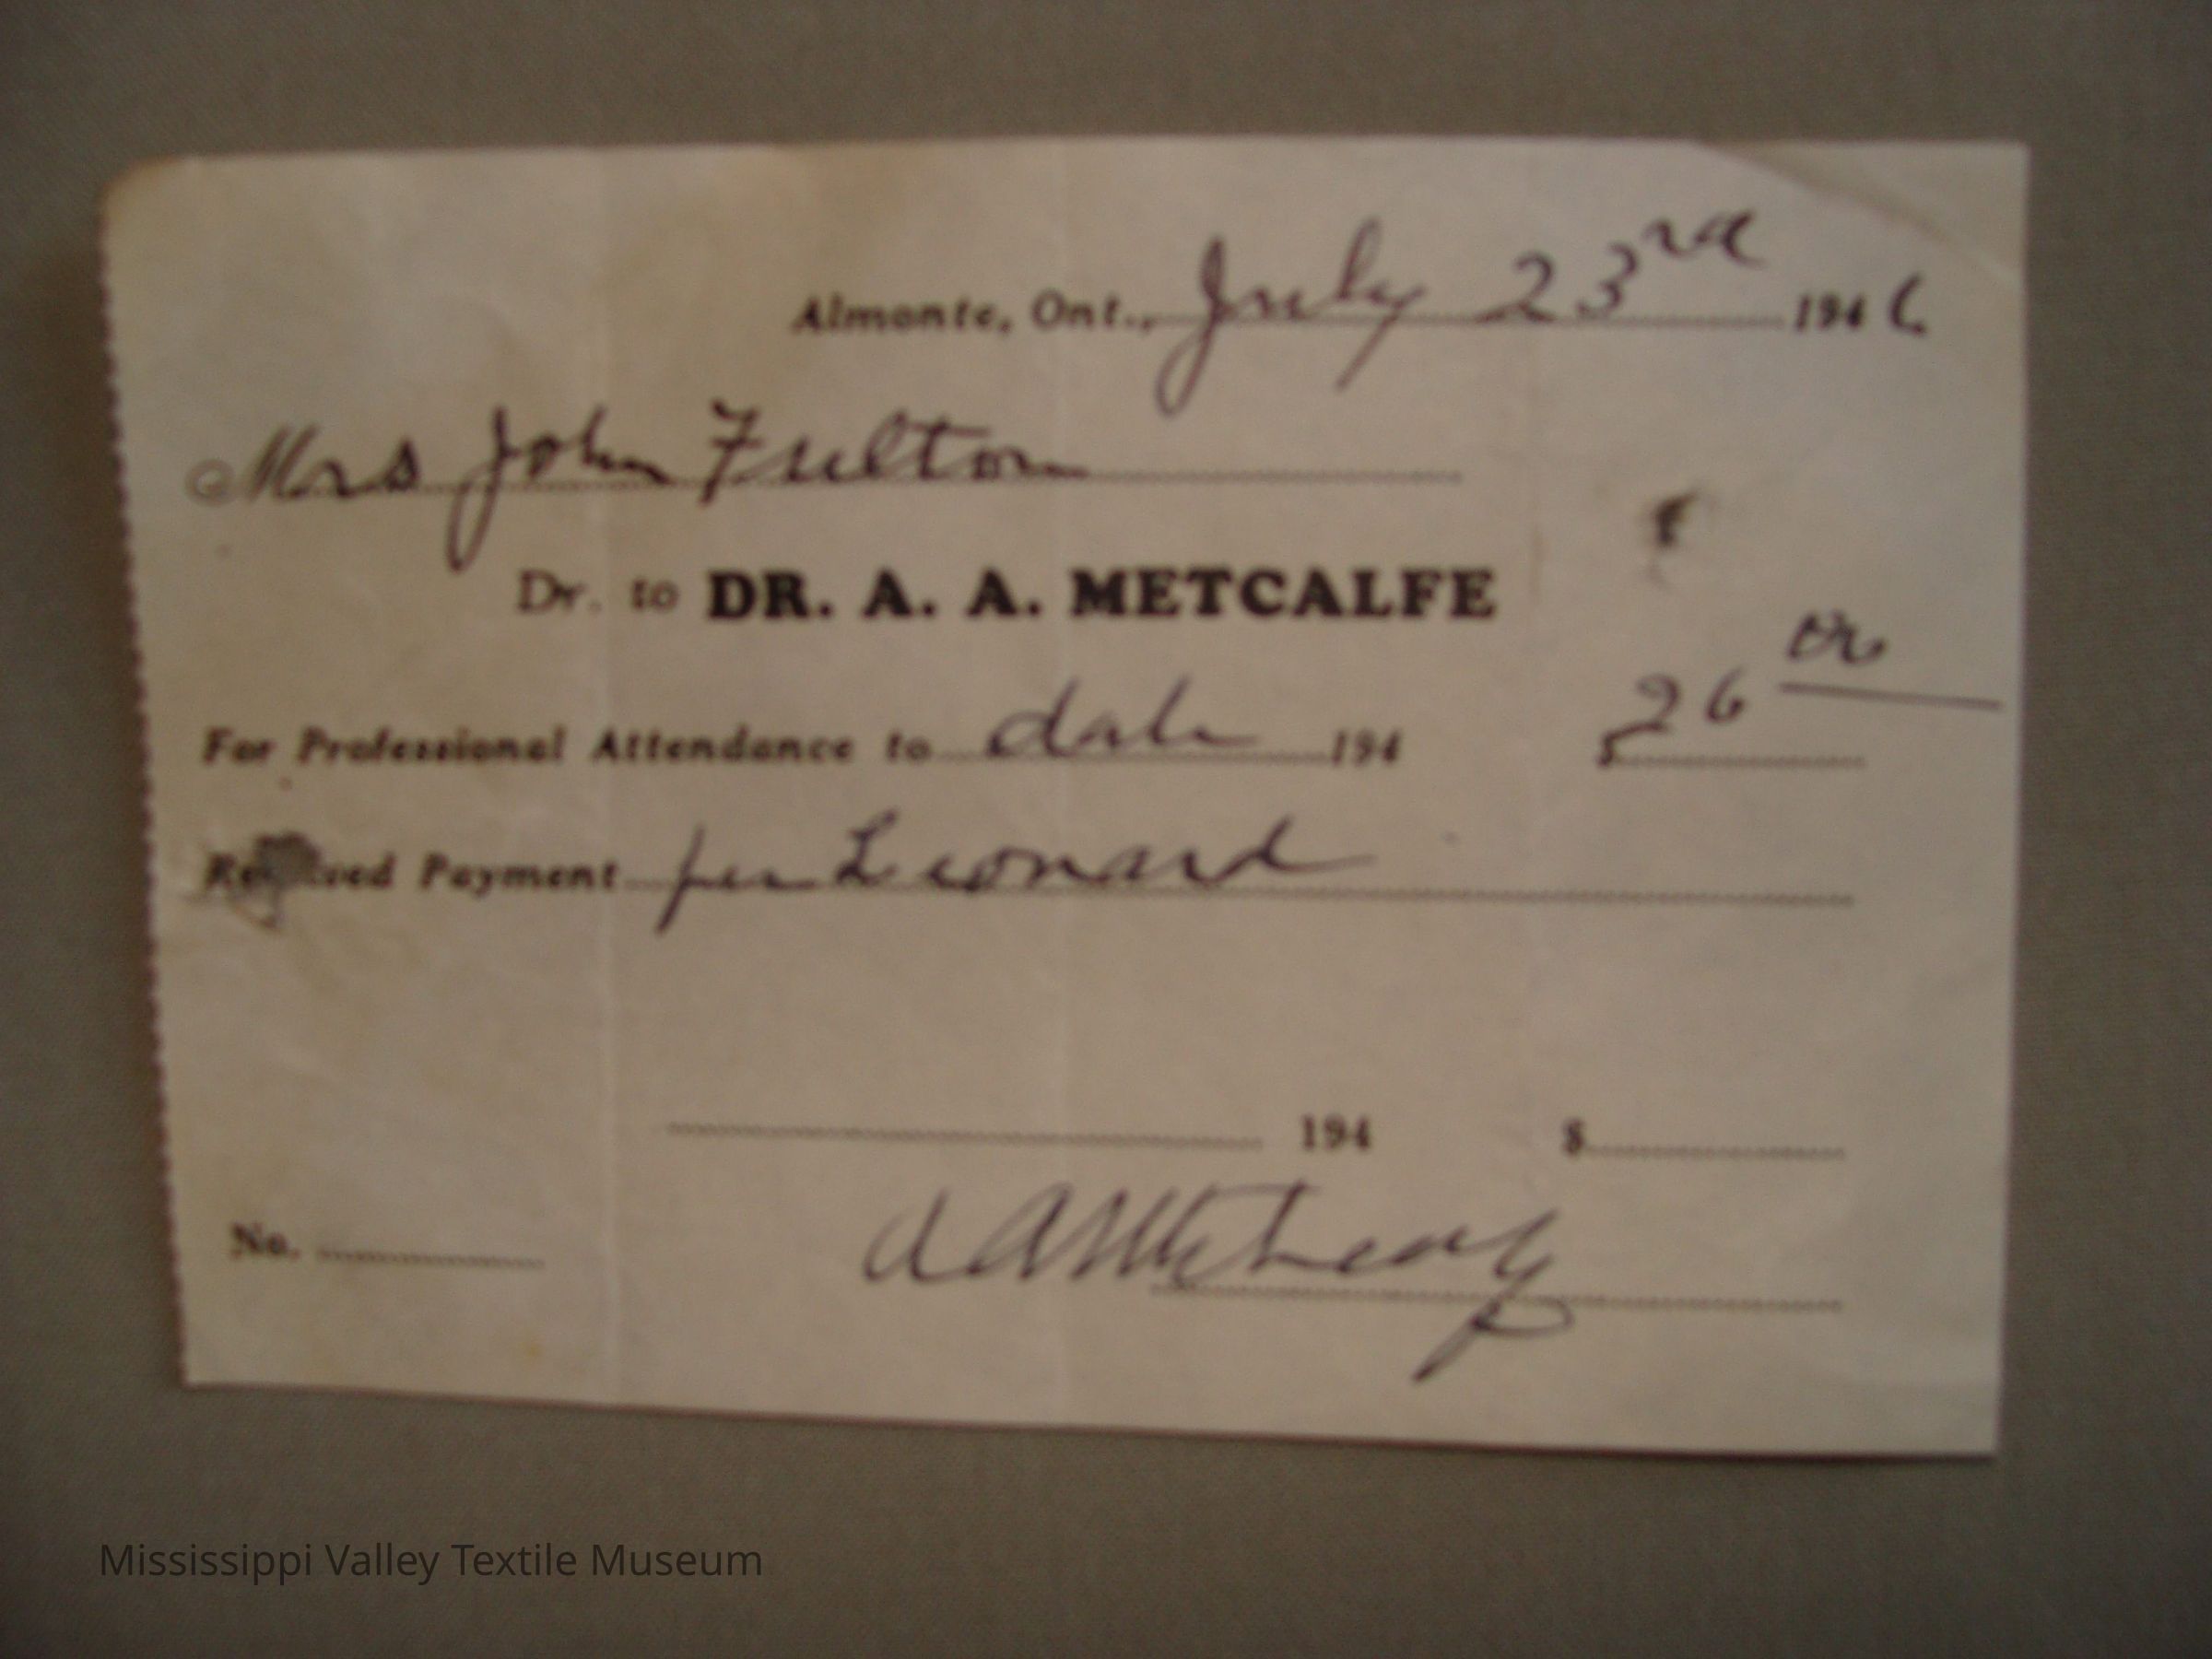 Almonte, Ont., July 23rd 1946
Mrs John Fulton
Dr. to DR. A. A. METCALFE
For Professional Attendance to date 194 $26 00
Received Payment per Leonard
194 $
No. A A Metcalfe
Mississippi Valley Textile Museum